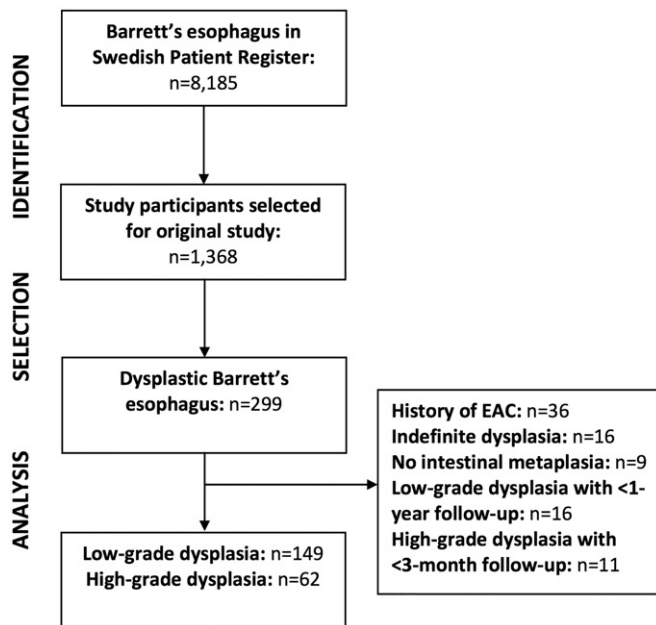 IDENTIFICATION
Barrett's esophagus in
Swedish Patient Register:
n=8,185
Study participants selected
for original study:
n=1,368
SELECTION
Dysplastic Barrett's
esophagus: n=299
History of EAC: n=36
Indefinite dysplasia: n=16
No intestinal metaplasia: n=9
Low-grade dysplasia with <1-
year follow-up: n=16
High-grade dysplasia with
<3-month follow-up: n=11
ANALYSIS
Low-grade dysplasia: n=149
High-grade dysplasia: n=62